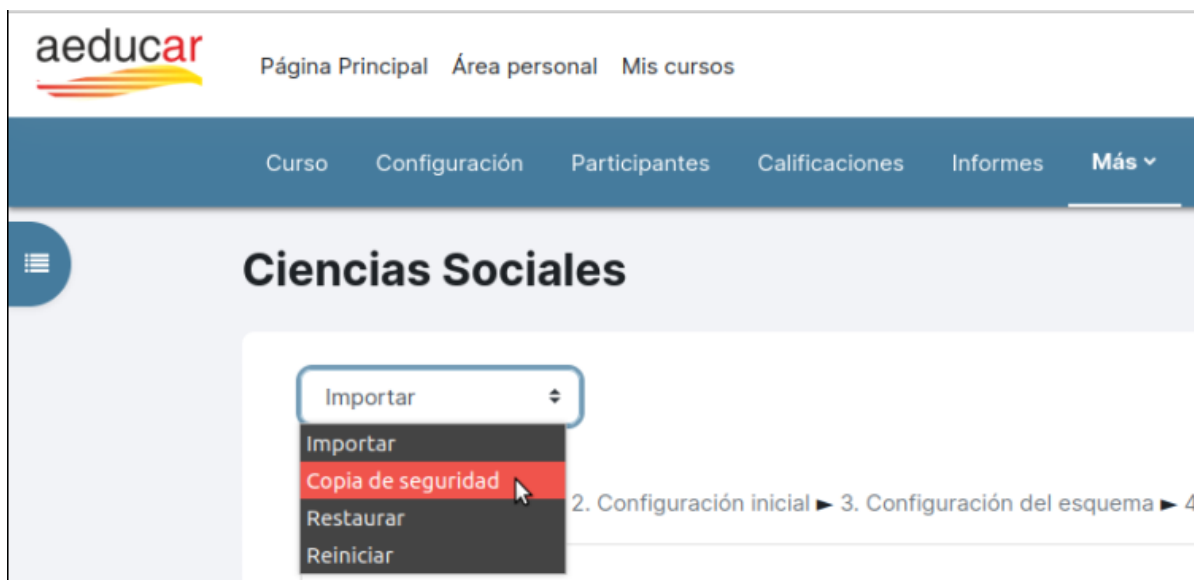 aeducar
Página Principal Área personal Mis cursos
Curso Configuración Participantes Calificaciones Informes Más
Ciencias Sociales
Importar
Importar
Copia de seguridad
2. Configuración inicial ► 3. Configuración del esquema ► 4
Restaurar
Reiniciar